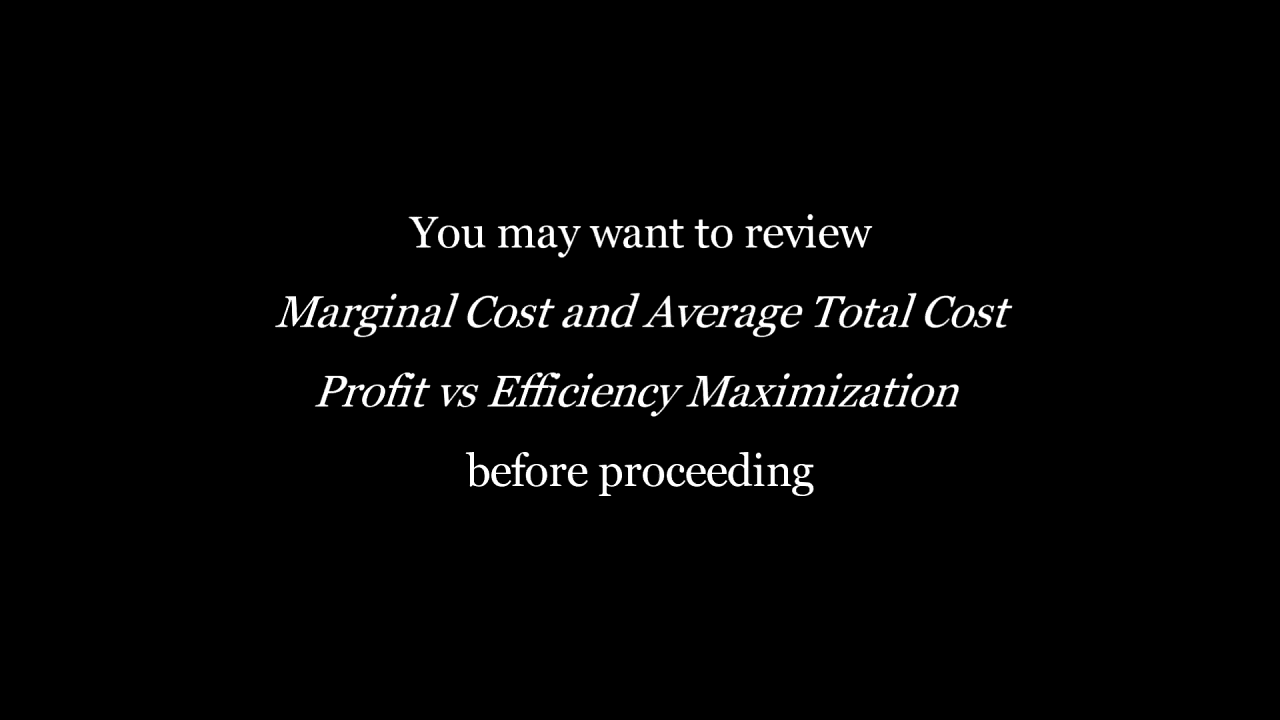 You may want to review
Marginal Cost and Average Total Cost
Profit vs Efficiency Maximization
before proceeding